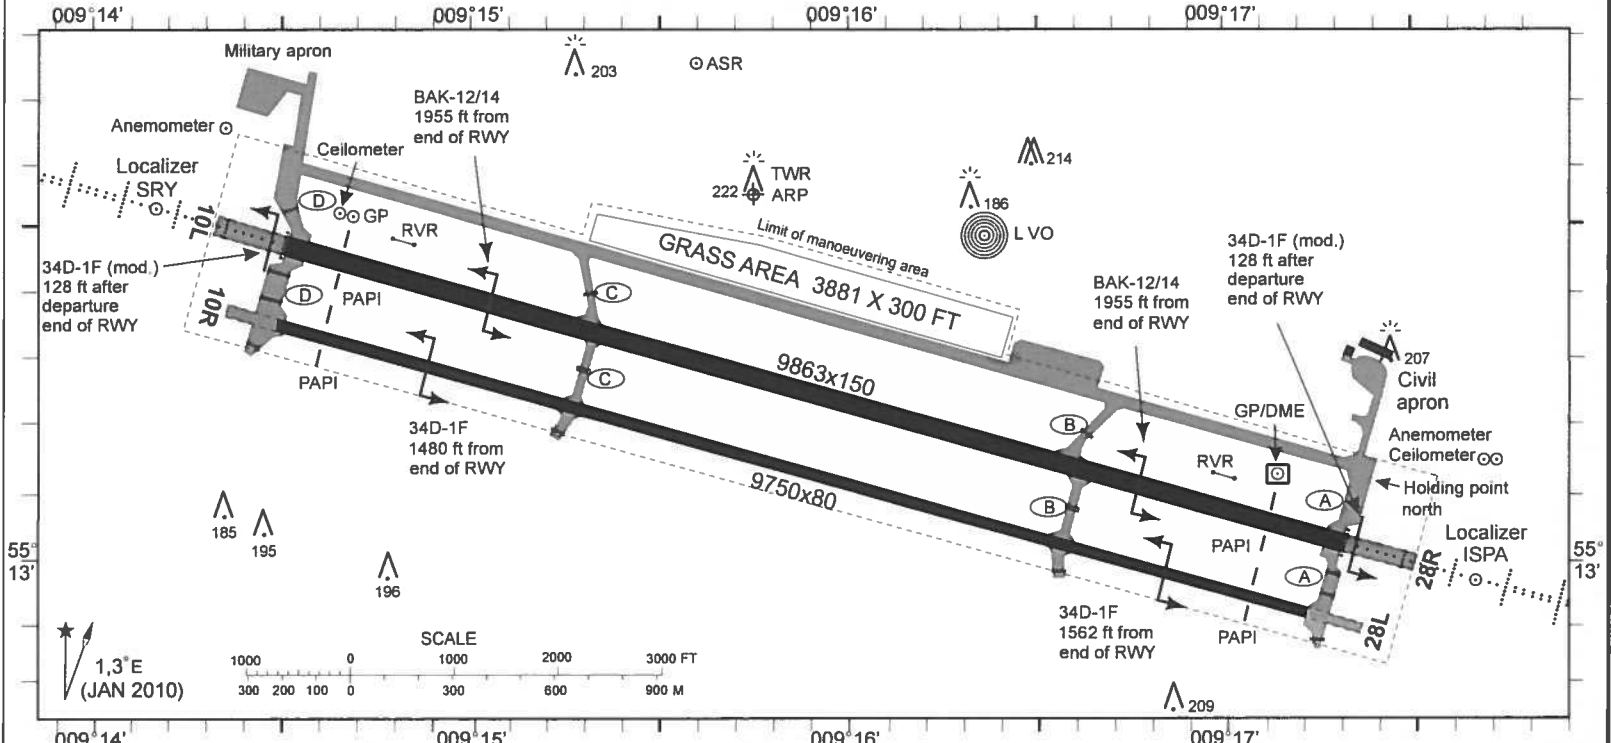 009°14'
009°15'
009°16'
009°17'
Military apron
203
ASR
BAK-12/14
1955 ft from
end of RWY
Anemometer
Ceilometer
Localizer
SRY
TWR
222
ARP
214
186
L VO
D
GP
RVR
10L
Limit of manoeuvering area
GRASS AREA 3881 X 300 FT
34D-1F (mod.)
128 ft after
departure
end of RWY
34D-1F (mod.)
128 ft after
departure
end of RWY
BAK-12/14
1955 ft from
end of RWY
10R
D
PAPI
C
PAPI
C
9863x150
207
Civil
apron
34D-1F
1480 ft from
end of RWY
B
GP/DME
Anemometer
Ceilometer
RVR
Holding point
north
9750x80
B
A
185
195
196
55°
13'
PAPI
A
28R
Localizer
ISPA
55°
13'
34D-1F
1562 ft from
end of RWY
PAPI
28L
1,3°E
(JAN 2010)
SCALE
1000 0 1000 2000 3000 FT
300 200 100 0 300 600 900 M
209
009°14'
009°15'
009°16'
009°17'